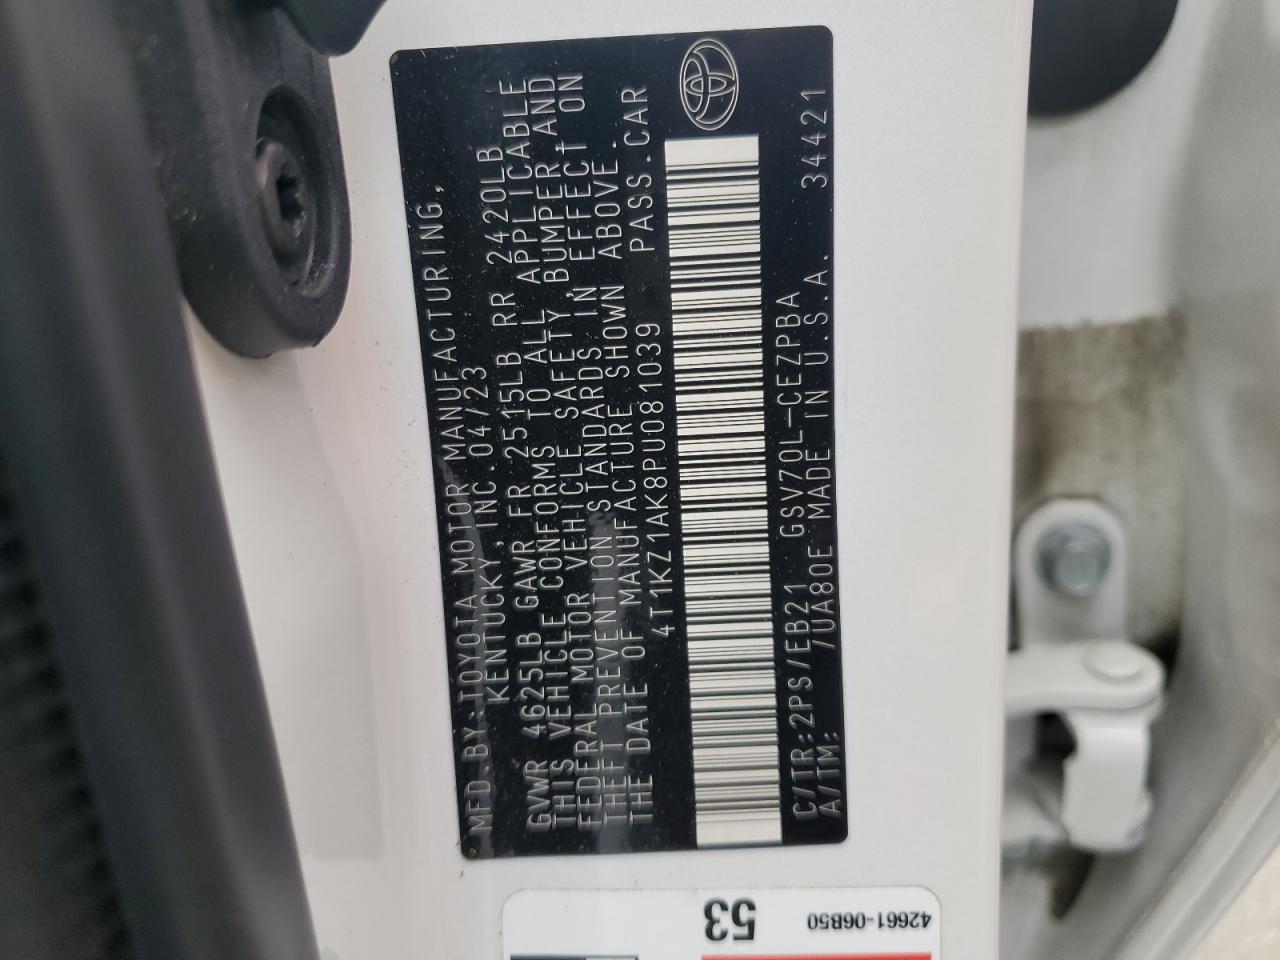 MFD.BY:TOYOTA MOTOR MANUFACTURING,
KENTUCKY,INC.04/23
GVWR 4625LB GAWR FR 2515LB RR 2420LB
THIS VEHICLE CONFORMS TO ALL APPLICABLE
FEDERAL MOTOR VEHICLE SAFETY,BUMPER,AND
THEFT PREVENTION STANDARDS IN EFFECT ON
THE DATE OF MANUFACTURE SHOWN ABOVE.
4T1KZ1AK8PU081039 PASS.CAR
C/TR:2PS/EB21 GSV70L-CEZPBA
A/TM: /UA80E MADE IN U.S.A. 34421
53
42661-06B50